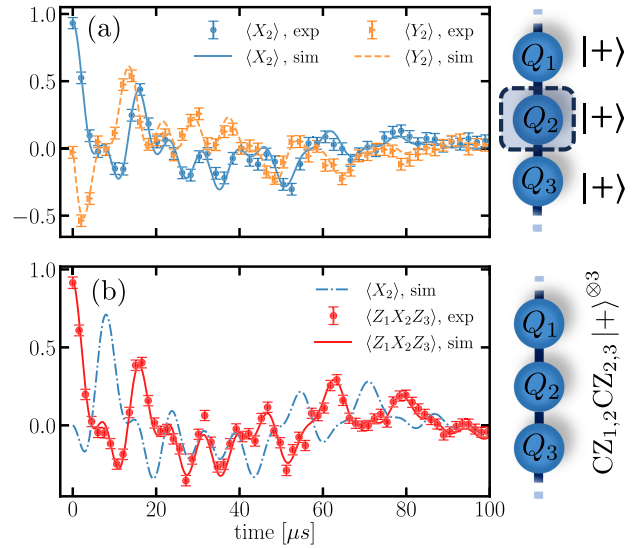 (a)
⟨X₂⟩, exp
⟨X₂⟩, sim
⟨Y₂⟩, exp
⟨Y₂⟩, sim
1.0
0.5
0.0
−0.5
Q₁ |+⟩
Q₂ |+⟩
Q₃ |+⟩
(b)
⟨X₂⟩, sim
⟨Z₁X₂Z₃⟩, exp
⟨Z₁X₂Z₃⟩, sim
1.0
0.5
0.0
0 20 40 60 80 100
time [μs]
Q₁
Q₂
Q₃
CZ₁,₂CZ₂,₃ |+⟩⊗³